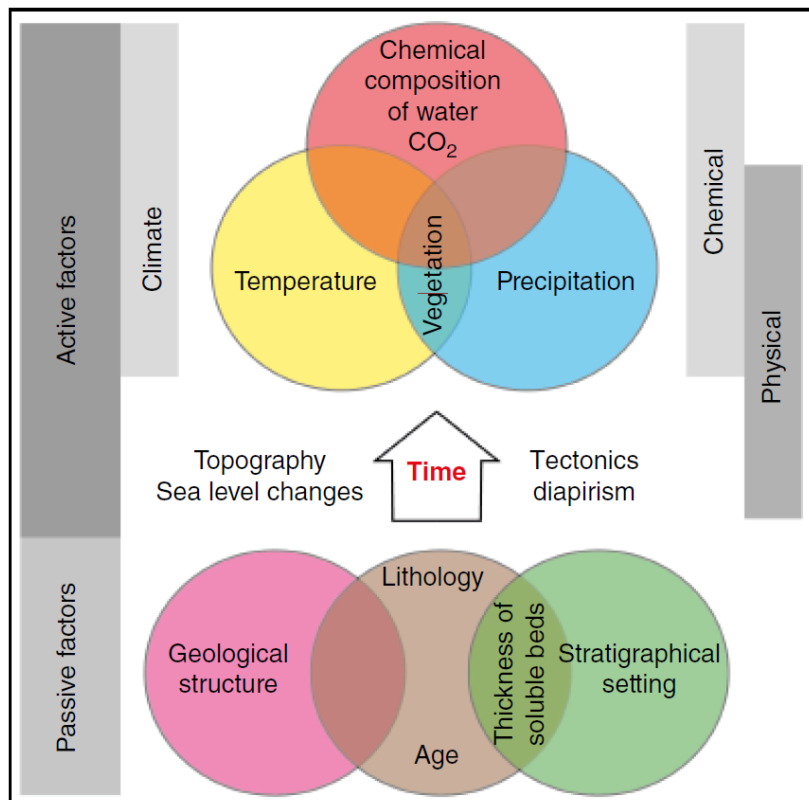 Chemical
composition
of water
CO₂
Active factors
Climate
Temperature
Vegetation
Precipitation
Chemical
Physical
Topography
Sea level changes
Time
Tectonics
diapirism
Passive factors
Geological
structure
Lithology
Age
Thickness of
soluble beds
Stratigraphical
setting